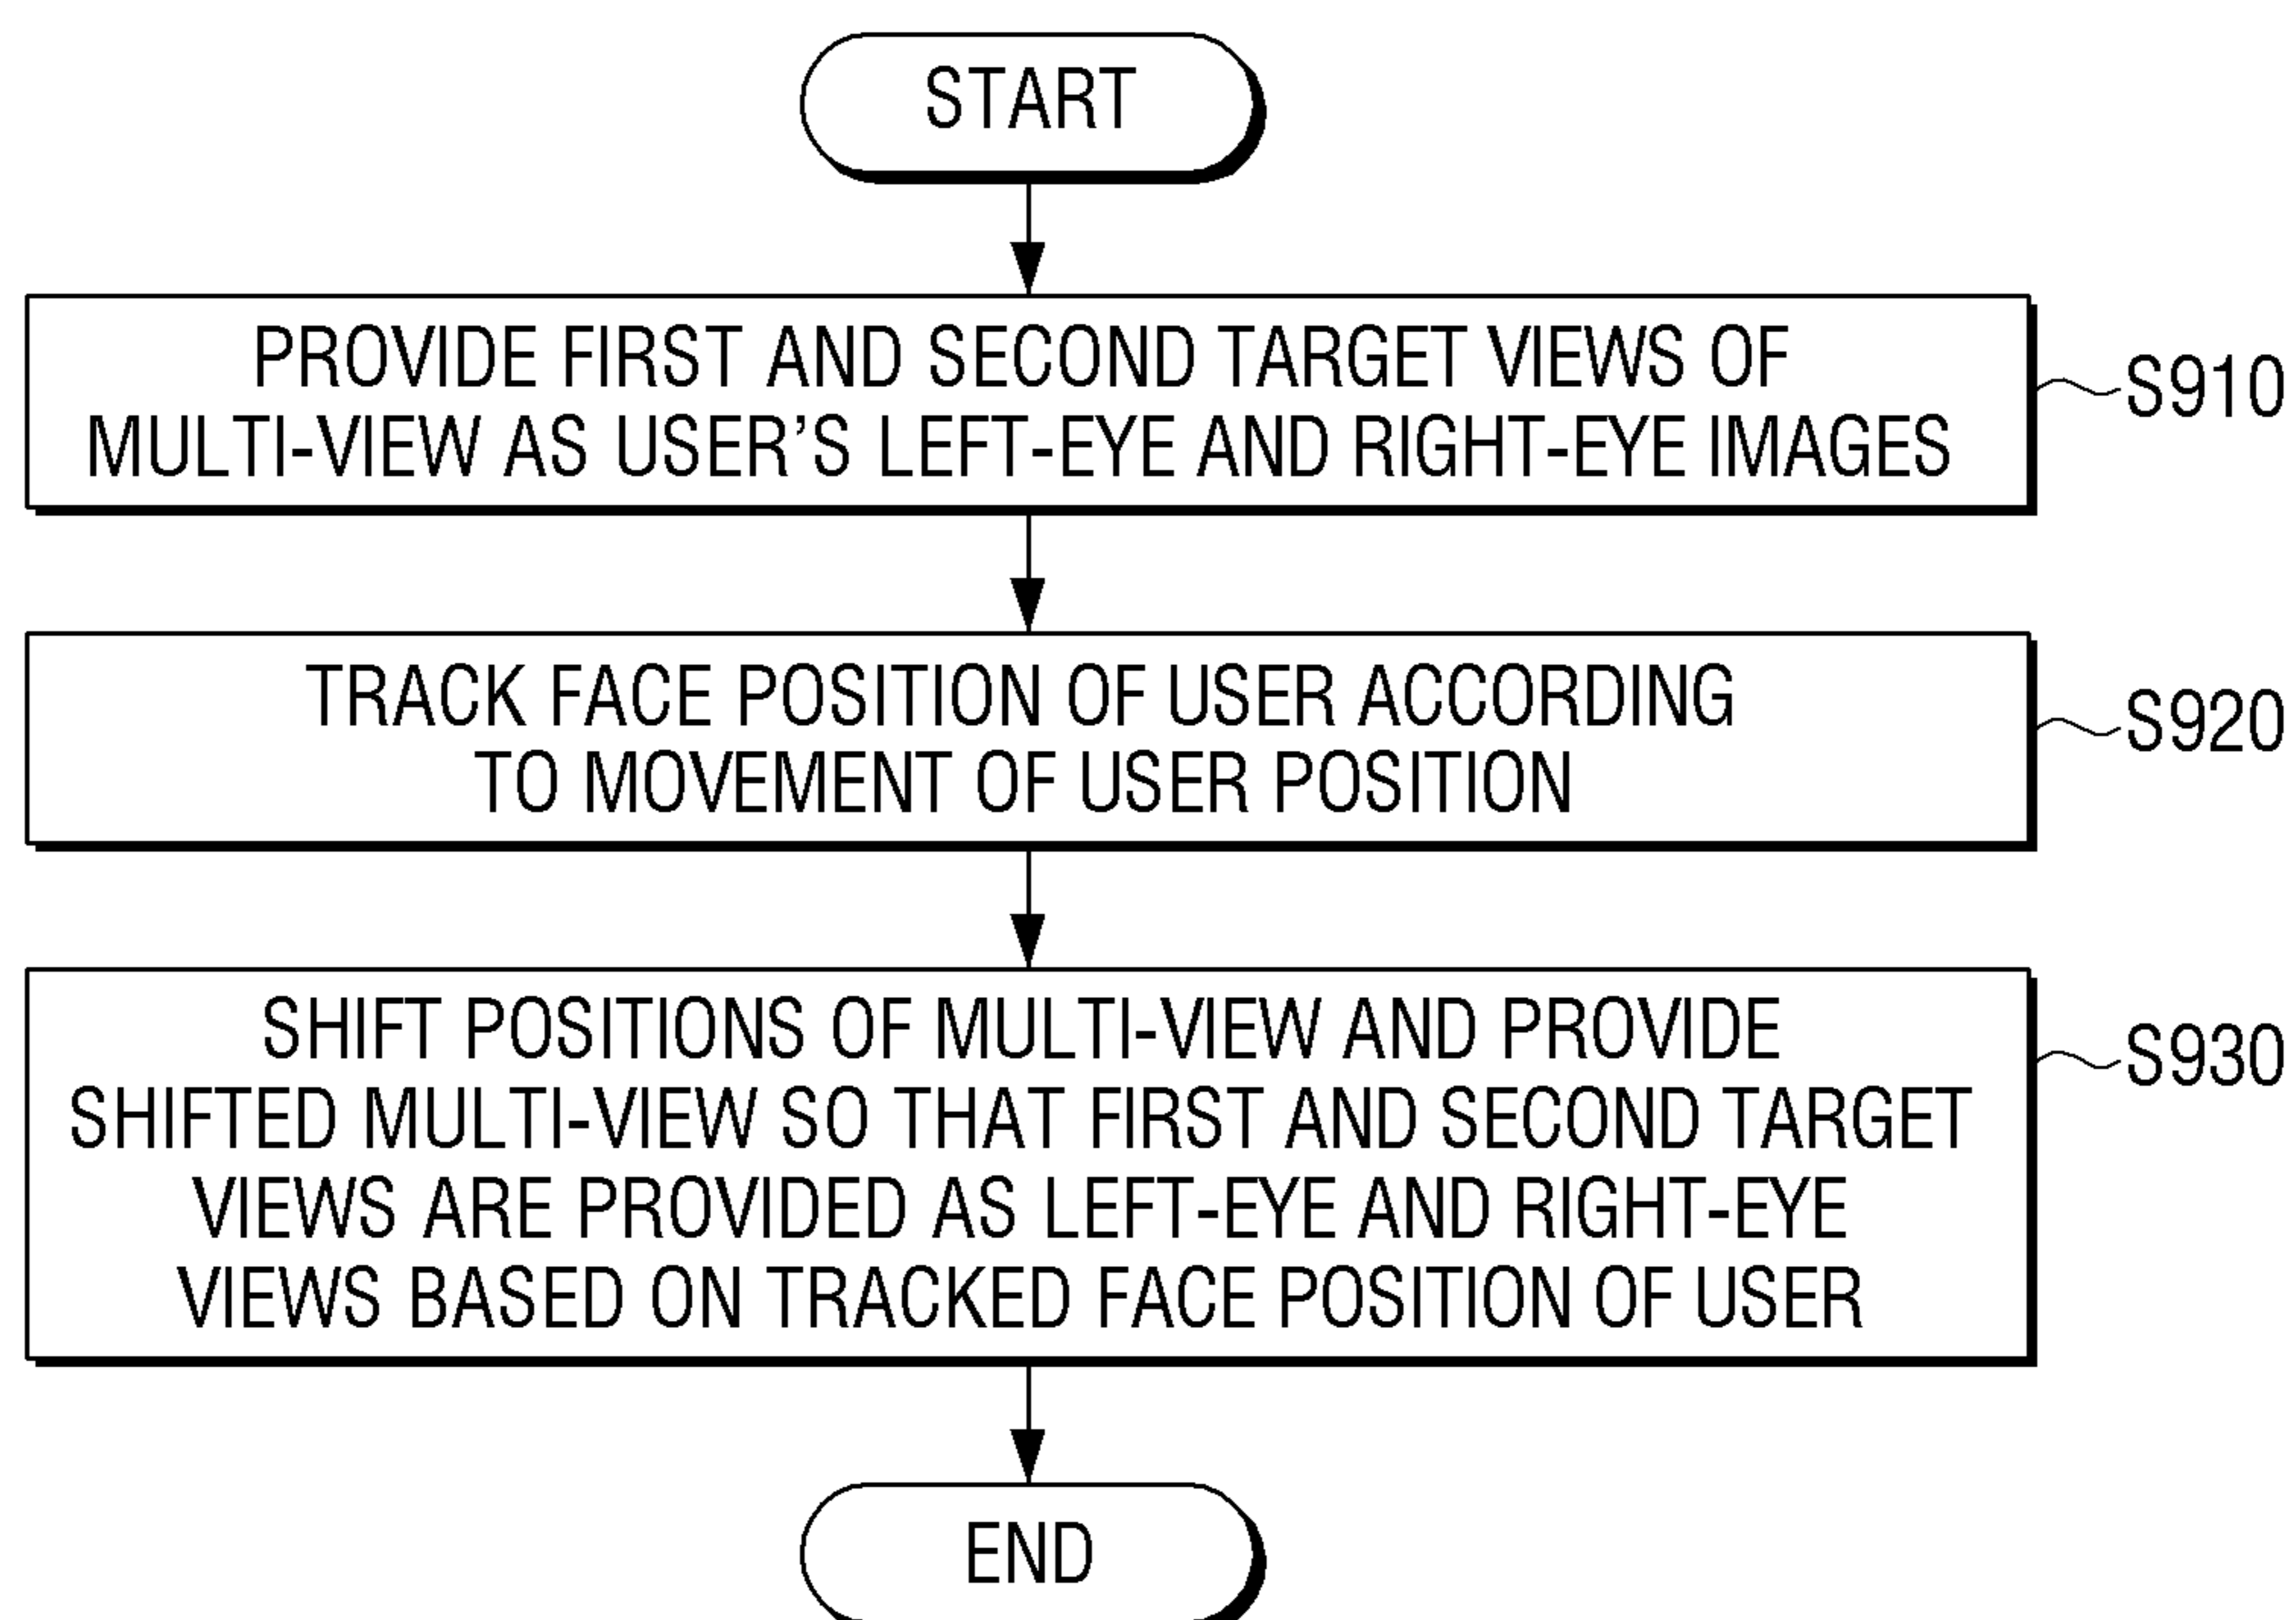 START
PROVIDE FIRST AND SECOND TARGET VIEWS OF
MULTI-VIEW AS USER’S LEFT-EYE AND RIGHT-EYE IMAGES
S910
TRACK FACE POSITION OF USER ACCORDING
TO MOVEMENT OF USER POSITION
S920
SHIFT POSITIONS OF MULTI-VIEW AND PROVIDE
SHIFTED MULTI-VIEW SO THAT FIRST AND SECOND TARGET
VIEWS ARE PROVIDED AS LEFT-EYE AND RIGHT-EYE
VIEWS BASED ON TRACKED FACE POSITION OF USER
S930
END